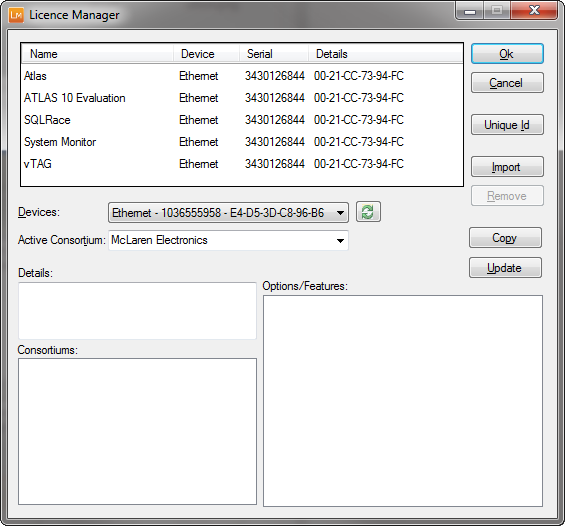 LM Licence Manager
Name Device Serial Details
Atlas Ethernet 3430126844 00-21-CC-73-94-FC
ATLAS 10 Evaluation Ethernet 3430126844 00-21-CC-73-94-FC
SQLRace Ethernet 3430126844 00-21-CC-73-94-FC
System Monitor Ethernet 3430126844 00-21-CC-73-94-FC
vTAG Ethernet 3430126844 00-21-CC-73-94-FC
Ok
Cancel
Unique Id
Import
Remove
Devices: Ethernet - 1036555958 - E4-D5-3D-C8-96-B6
Active Consortium: McLaren Electronics
Copy
Update
Details:
Options/Features:
Consortiums: